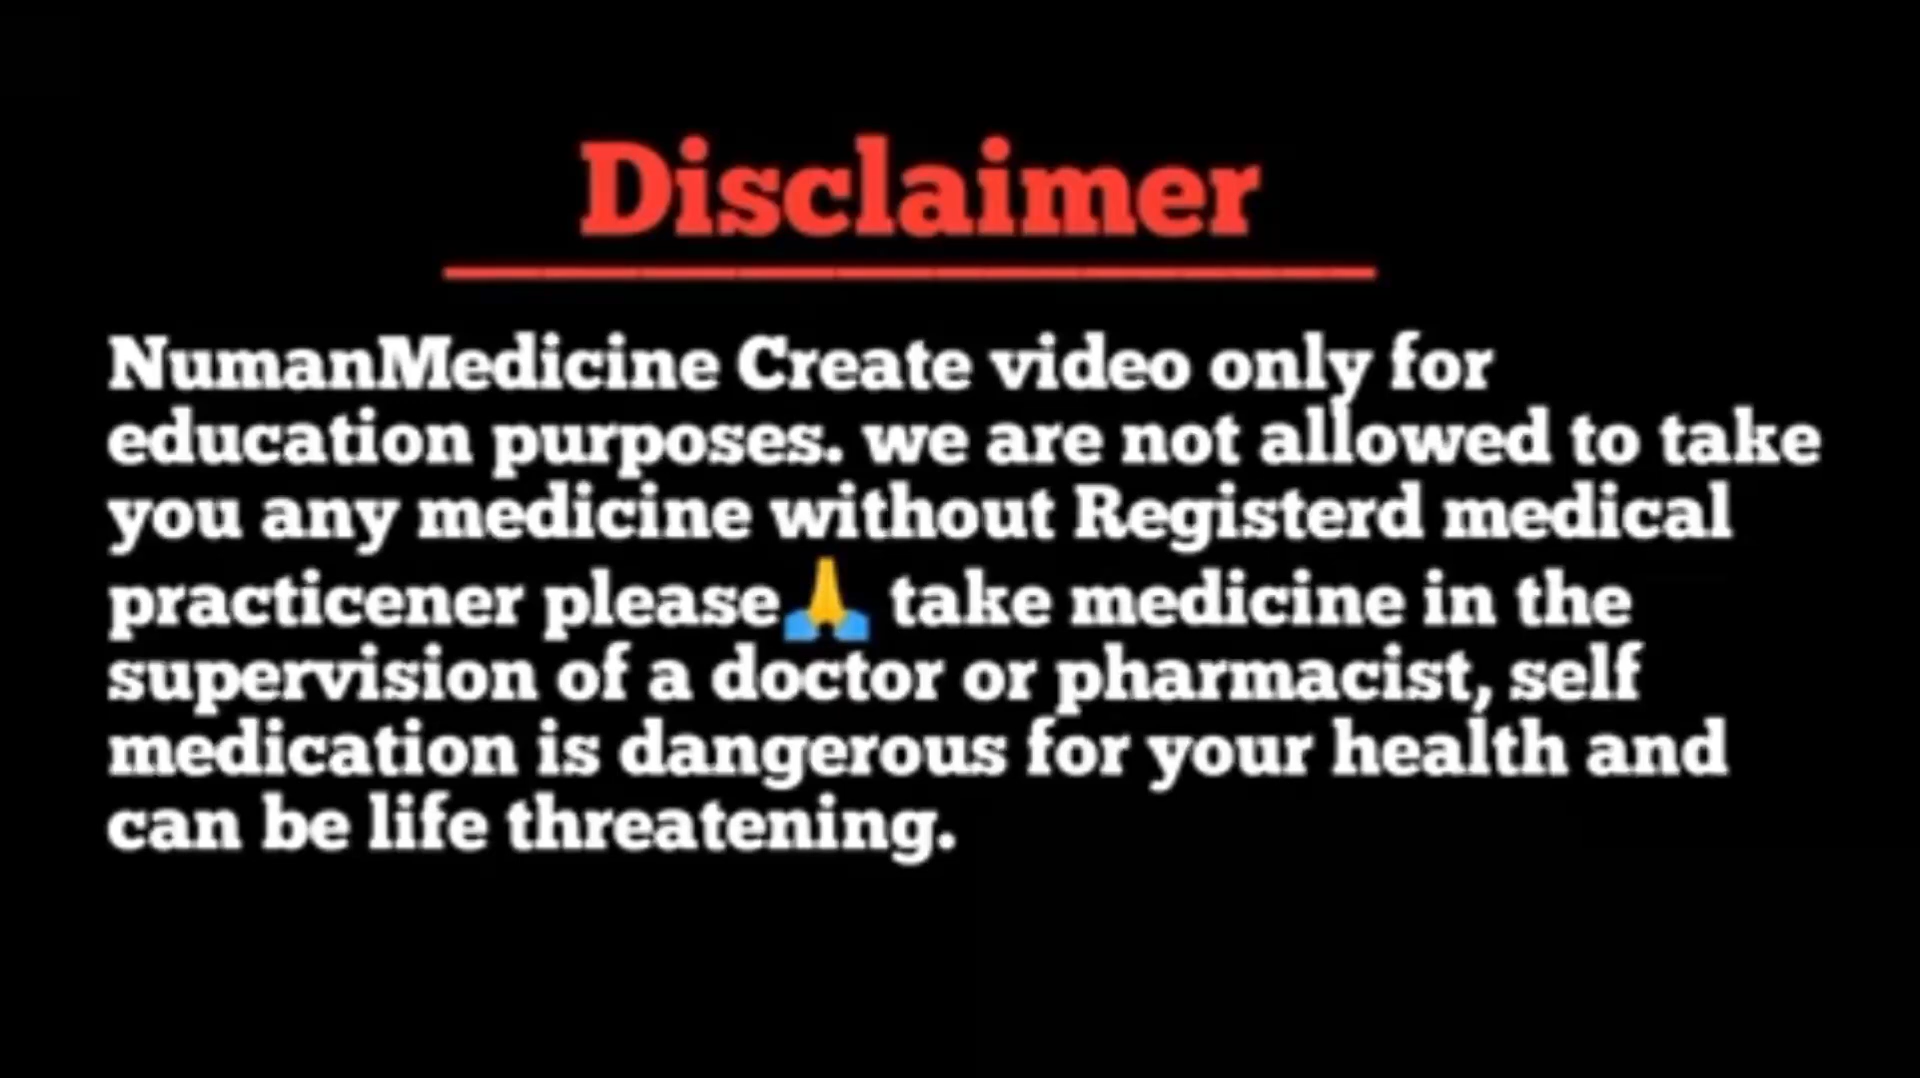 Disclaimer
NumanMedicine Create video only for
education purposes. we are not allowed to take
you any medicine without Registerd medical
practicener please🙏 take medicine in the
supervision of a doctor or pharmacist, self
medication is dangerous for your health and
can be life threatening.